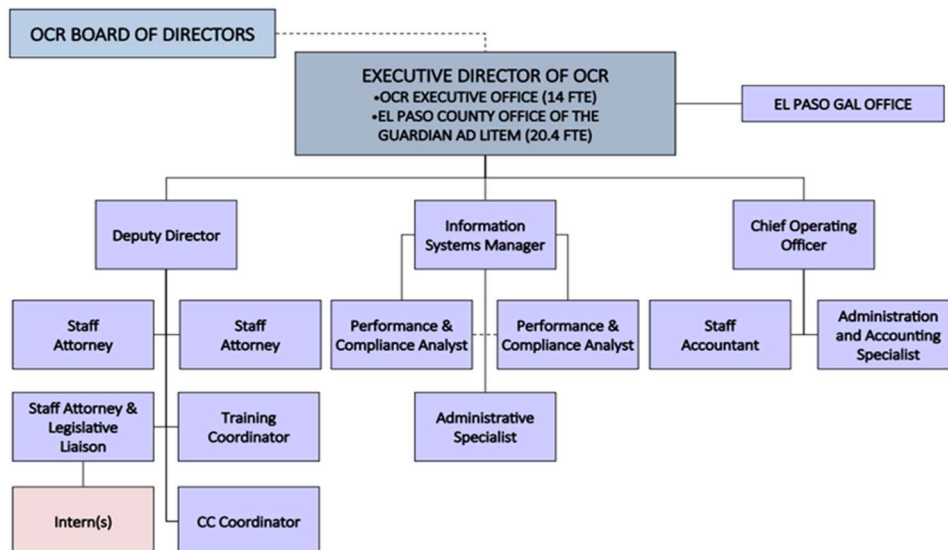 OCR BOARD OF DIRECTORS
EXECUTIVE DIRECTOR OF OCR
•OCR EXECUTIVE OFFICE (14 FTE)
•EL PASO COUNTY OFFICE OF THE
GUARDIAN AD LITEM (20.4 FTE)
EL PASO GAL OFFICE
Deputy Director
Information
Systems Manager
Chief Operating
Officer
Staff
Attorney
Staff
Attorney
Performance &
Compliance Analyst
Performance &
Compliance Analyst
Staff
Accountant
Administration
and Accounting
Specialist
Staff Attorney &
Legislative
Liaison
Training
Coordinator
Administrative
Specialist
Intern(s)
CC Coordinator